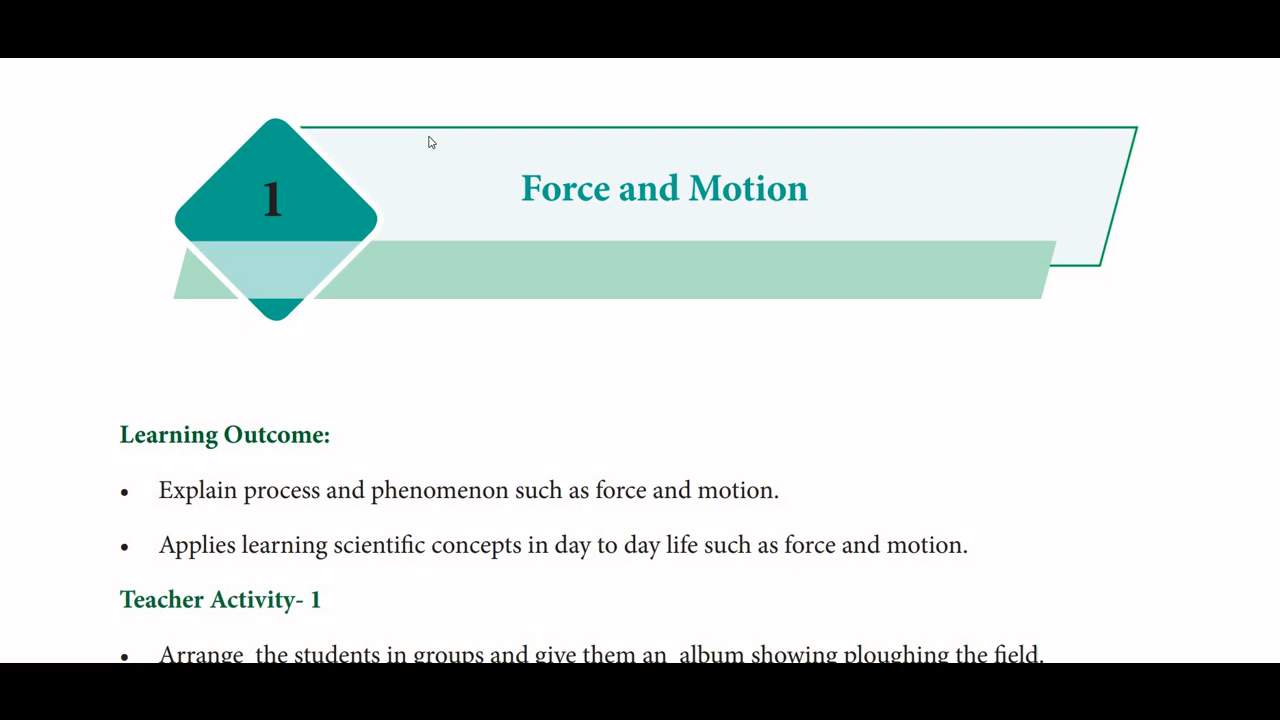 1
Force and Motion
Learning Outcome:
• Explain process and phenomenon such as force and motion.
• Applies learning scientific concepts in day to day life such as force and motion.
Teacher Activity- 1
• Arrange the students in groups and give them an album showing ploughing the field.